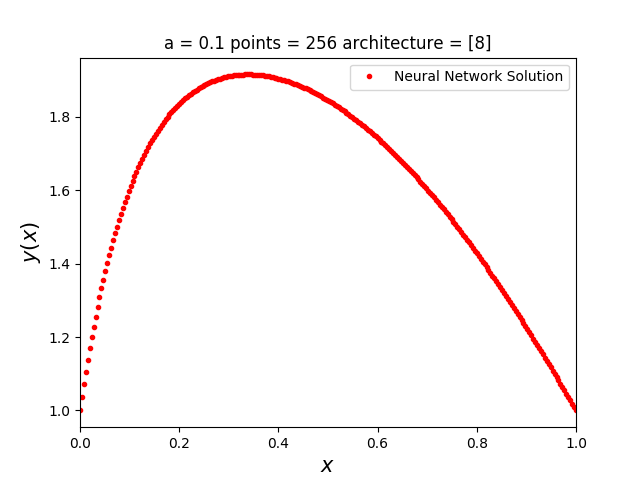 a = 0.1 points = 256 architecture = [8]
Neural Network Solution
y(x)
1.8
1.6
1.4
1.2
1.0
0.0 0.2 0.4 0.6 0.8 1.0
x